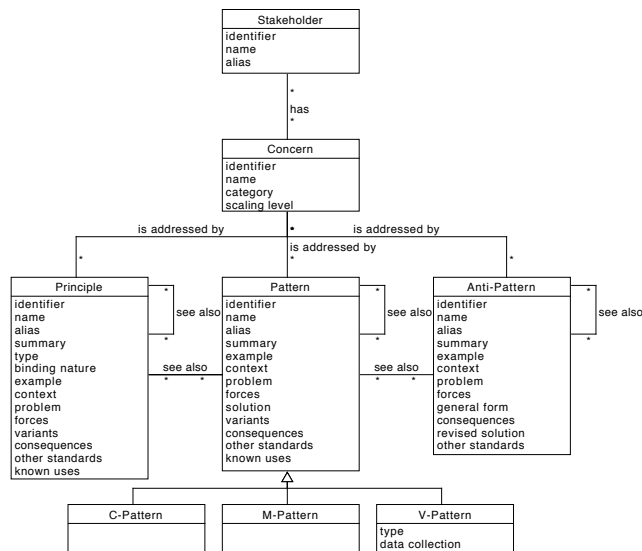 Stakeholder
identifier
name
alias
*
has
*
Concern
identifier
name
category
scaling level
*
is addressed by
is addressed by
is addressed by
*
*
*
Principle
identifier
name
alias
summary
type
binding nature
example
context
problem
forces
variants
consequences
other standards
known uses
*
see also
*
see also
*
*
Pattern
identifier
name
alias
summary
example
context
problem
forces
solution
variants
consequences
other standards
known uses
*
see also
*
see also
*
*
Anti-Pattern
identifier
name
alias
summary
example
context
problem
forces
general form
consequences
revised solution
other standards
*
see also
*
C-Pattern
M-Pattern
V-Pattern
type
data collection